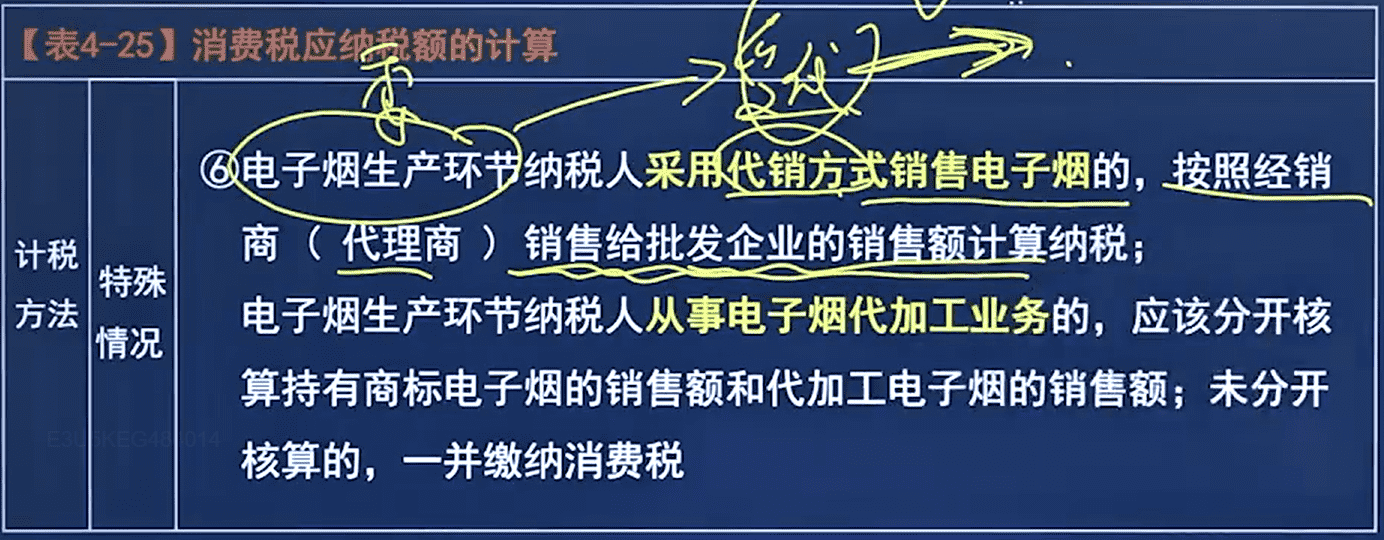 【表4-25】消费税应纳税额的计算
委
受代
⑥电子烟生产环节纳税人采用代销方式销售电子烟的，按照经销
商（代理商）销售给批发企业的销售额计算纳税；
计税
方法
特殊
情况
电子烟生产环节纳税人从事电子烟代加工业务的，应该分开核
算持有商标电子烟的销售额和代加工电子烟的销售额；未分开
核算的，一并缴纳消费税